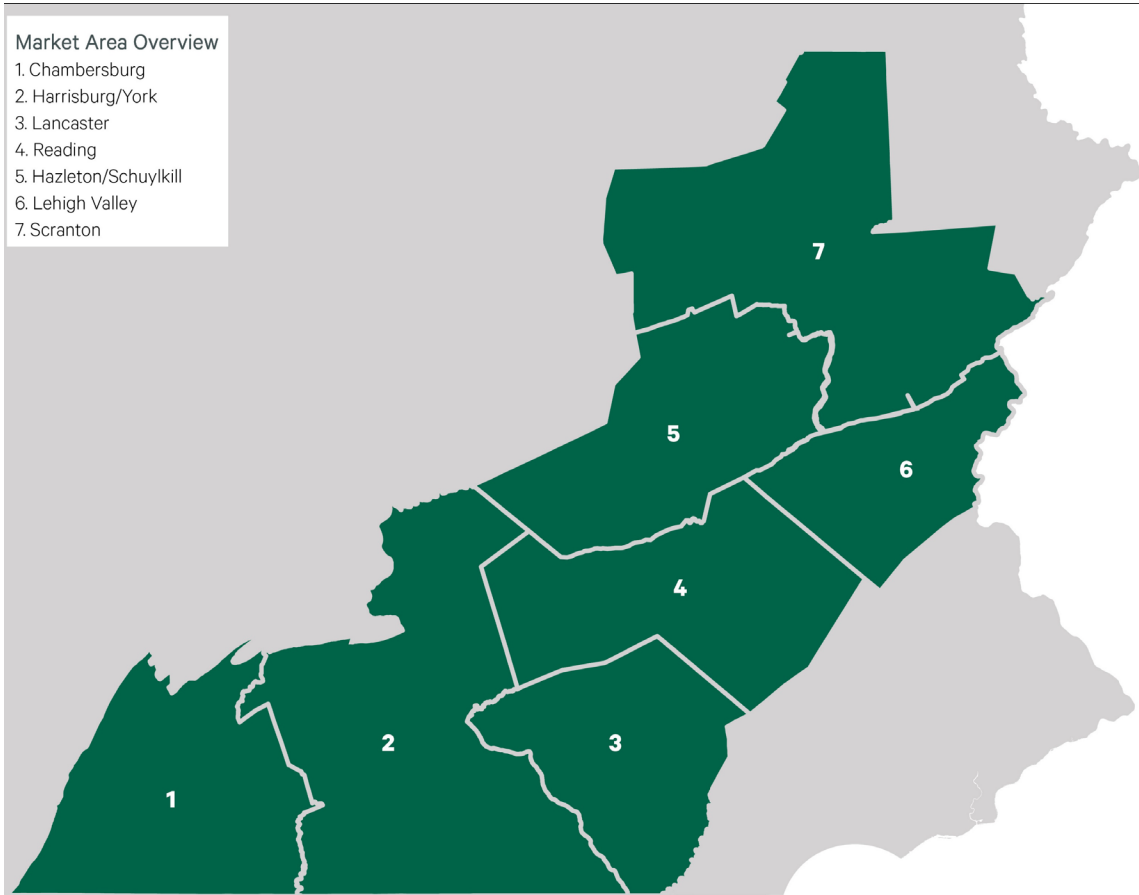 Market Area Overview
1. Chambersburg
2. Harrisburg/York
3. Lancaster
4. Reading
5. Hazleton/Schuylkill
6. Lehigh Valley
7. Scranton
7
5
6
4
2
3
1